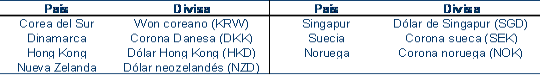 País Divisa País Divisa
Corea del Sur Won coreano (KRW) Singapur Dólar de Singapur (SGD)
Dinamarca Corona Danesa (DKK) Suecia Corona sueca (SEK)
Hong Kong Dólar Hong Kong (HKD) Noruega Corona noruega (NOK)
Nueva Zelanda Dólar neozelandés (NZD)